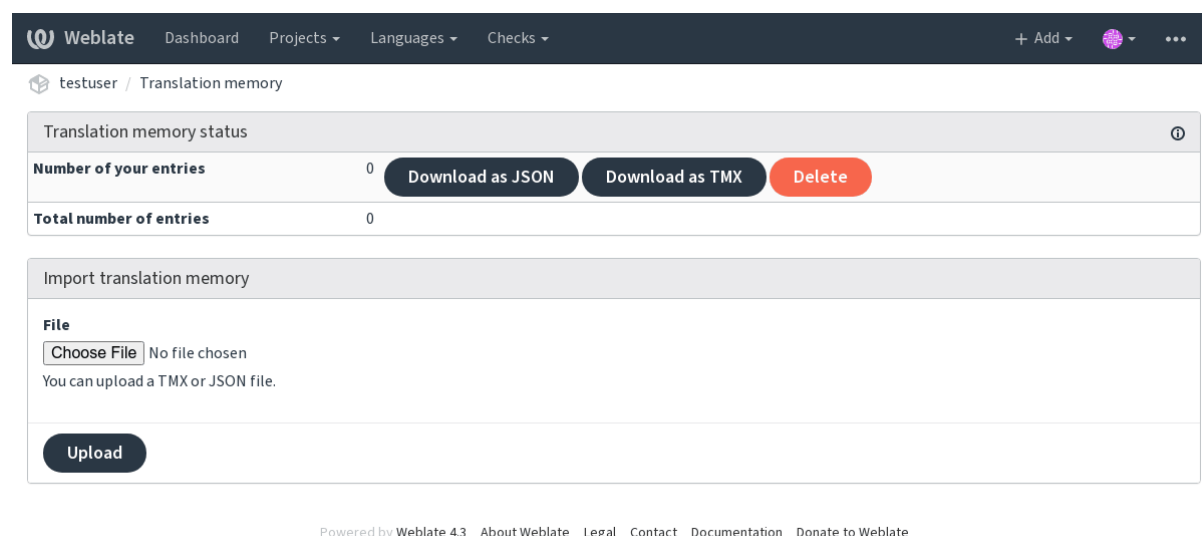 Weblate Dashboard Projects Languages Checks + Add
testuser / Translation memory
Translation memory status
Number of your entries 0 Download as JSON Download as TMX Delete
Total number of entries 0
Import translation memory
File
Choose File No file chosen
You can upload a TMX or JSON file.
Upload
Powered by Weblate 4.3 About Weblate Legal Contact Documentation Donate to Weblate